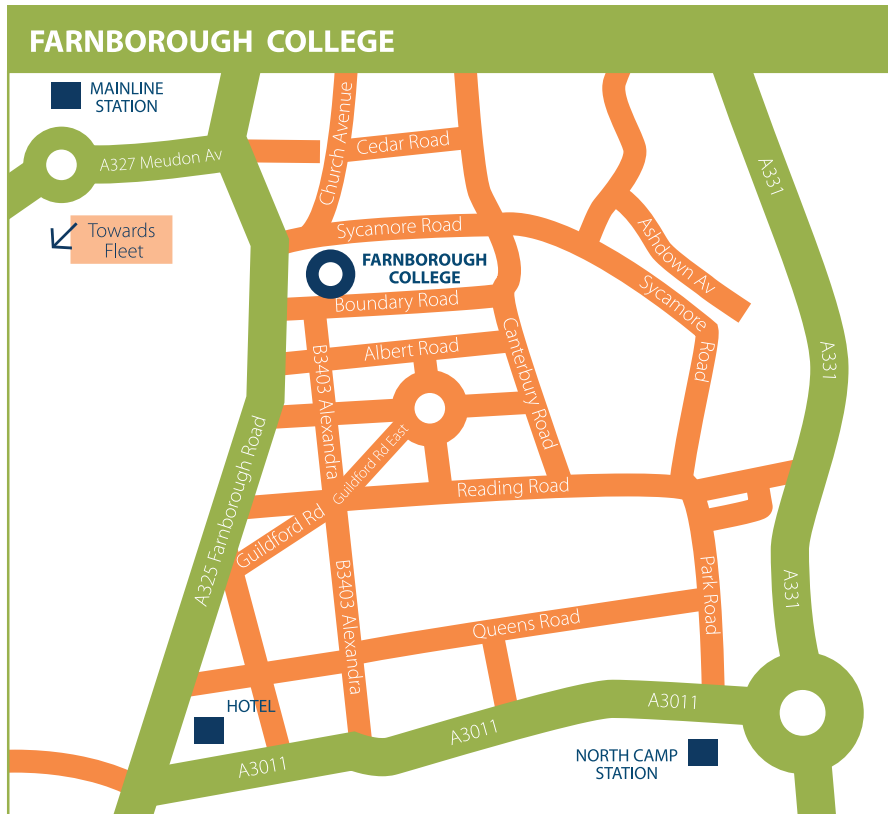 FARNBOROUGH COLLEGE
MAINLINE
STATION
A327 Meudon Av
Church Avenue
Cedar Road
A331
Towards
Fleet
Sycamore Road
Ashdown Av
FARNBOROUGH
COLLEGE
Boundary Road
Sycamore
Road
Albert Road
Canterbury Road
A331
B3403 Alexandra
Guildford Rd East
A325 Farnborough Road
Reading Road
Guildford Rd
B3403 Alexandra
Park Road
A331
Queens Road
HOTEL
A3011
A3011
A3011
NORTH CAMP
STATION